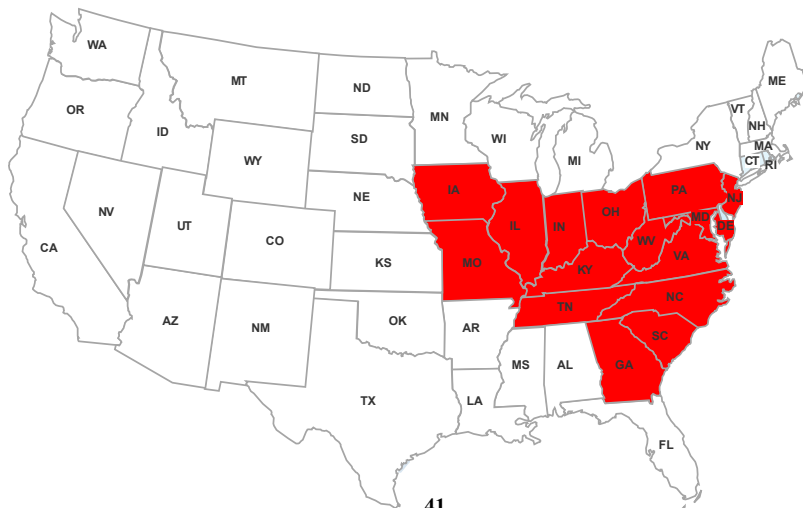 WA
MT
ND
MN
ME
VT
NH
OR
ID
SD
WI
MI
NY
MA
CT
RI
WY
IA
PA
NJ
NE
NV
UT
CO
IL
IN
OH
MD
DE
WV
VA
CA
KS
MO
KY
NC
TN
AZ
NM
OK
AR
SC
MS
AL
GA
TX
LA
FL
41